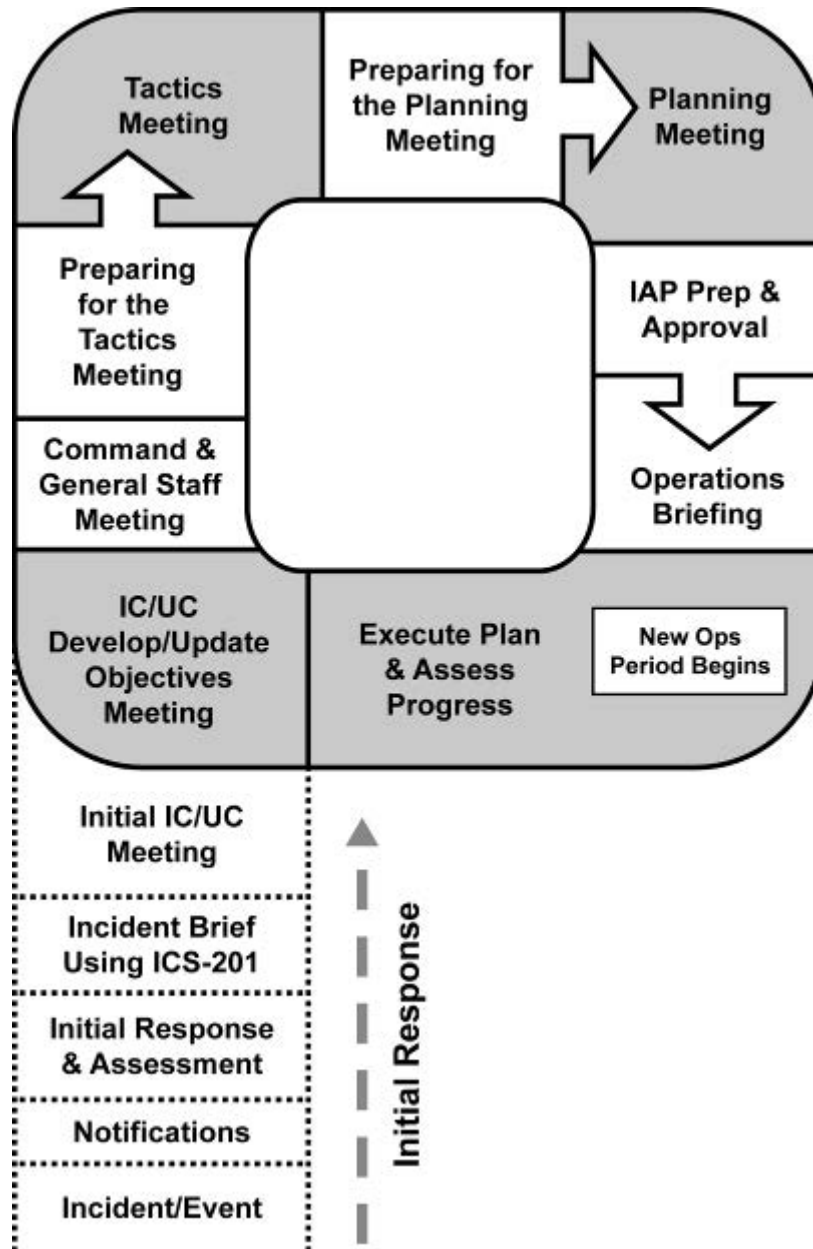 Tactics
Meeting
Preparing for
the Planning
Meeting
Planning
Meeting
Preparing
for the
Tactics
Meeting
IAP Prep &
Approval
Command &
General Staff
Meeting
Operations
Briefing
IC/UC
Develop/Update
Objectives
Meeting
Execute Plan
& Assess
Progress
New Ops
Period Begins
Initial IC/UC
Meeting
Incident Brief
Using ICS-201
Initial Response
& Assessment
Notifications
Incident/Event
Initial Response